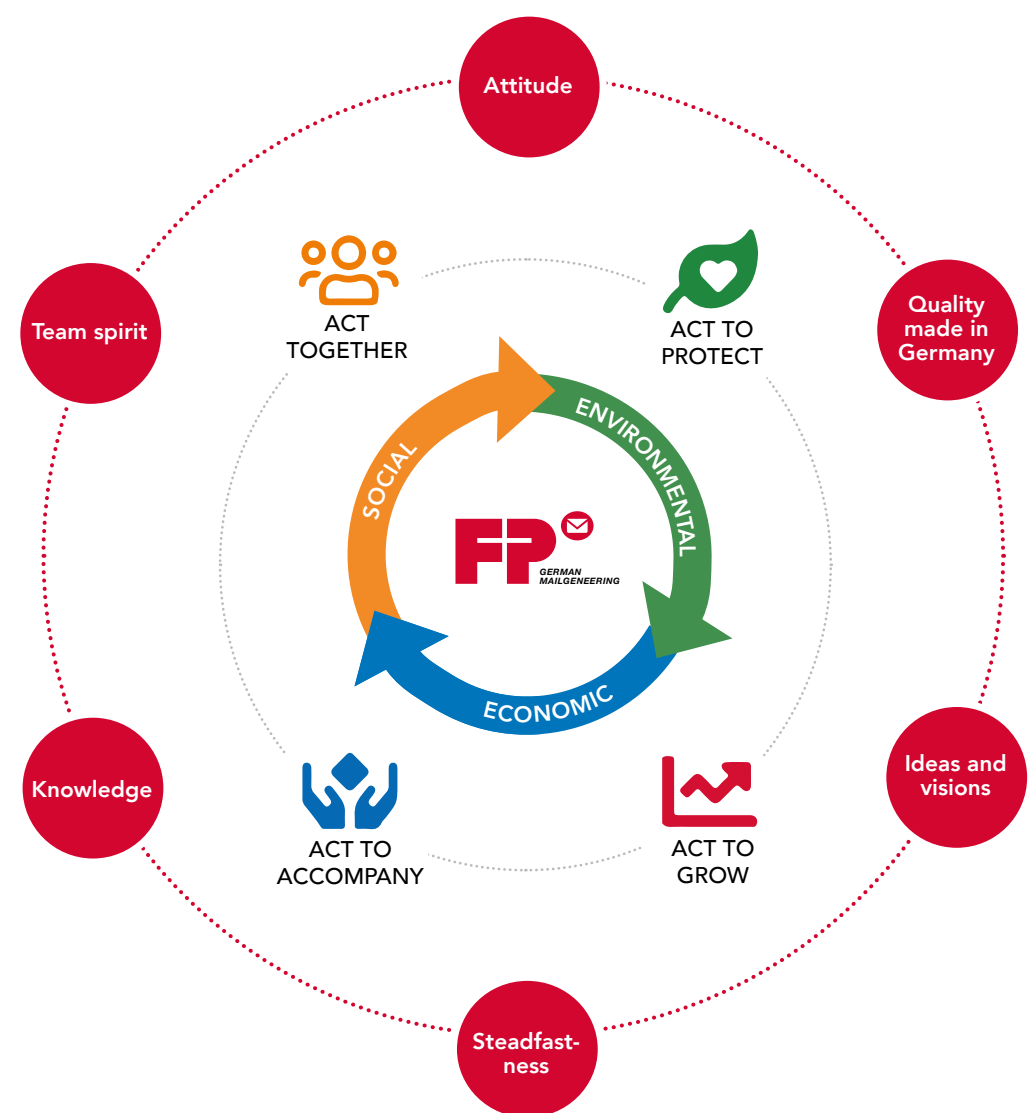 Attitude
Team spirit
Quality
made in
Germany
ACT
TOGETHER
ACT TO
PROTECT
SOCIAL
ENVIRONMENTAL
FP
GERMAN
MAILGENEERING
ECONOMIC
Knowledge
Ideas and
visions
ACT TO
ACCOMPANY
ACT TO
GROW
Steadfast-
ness